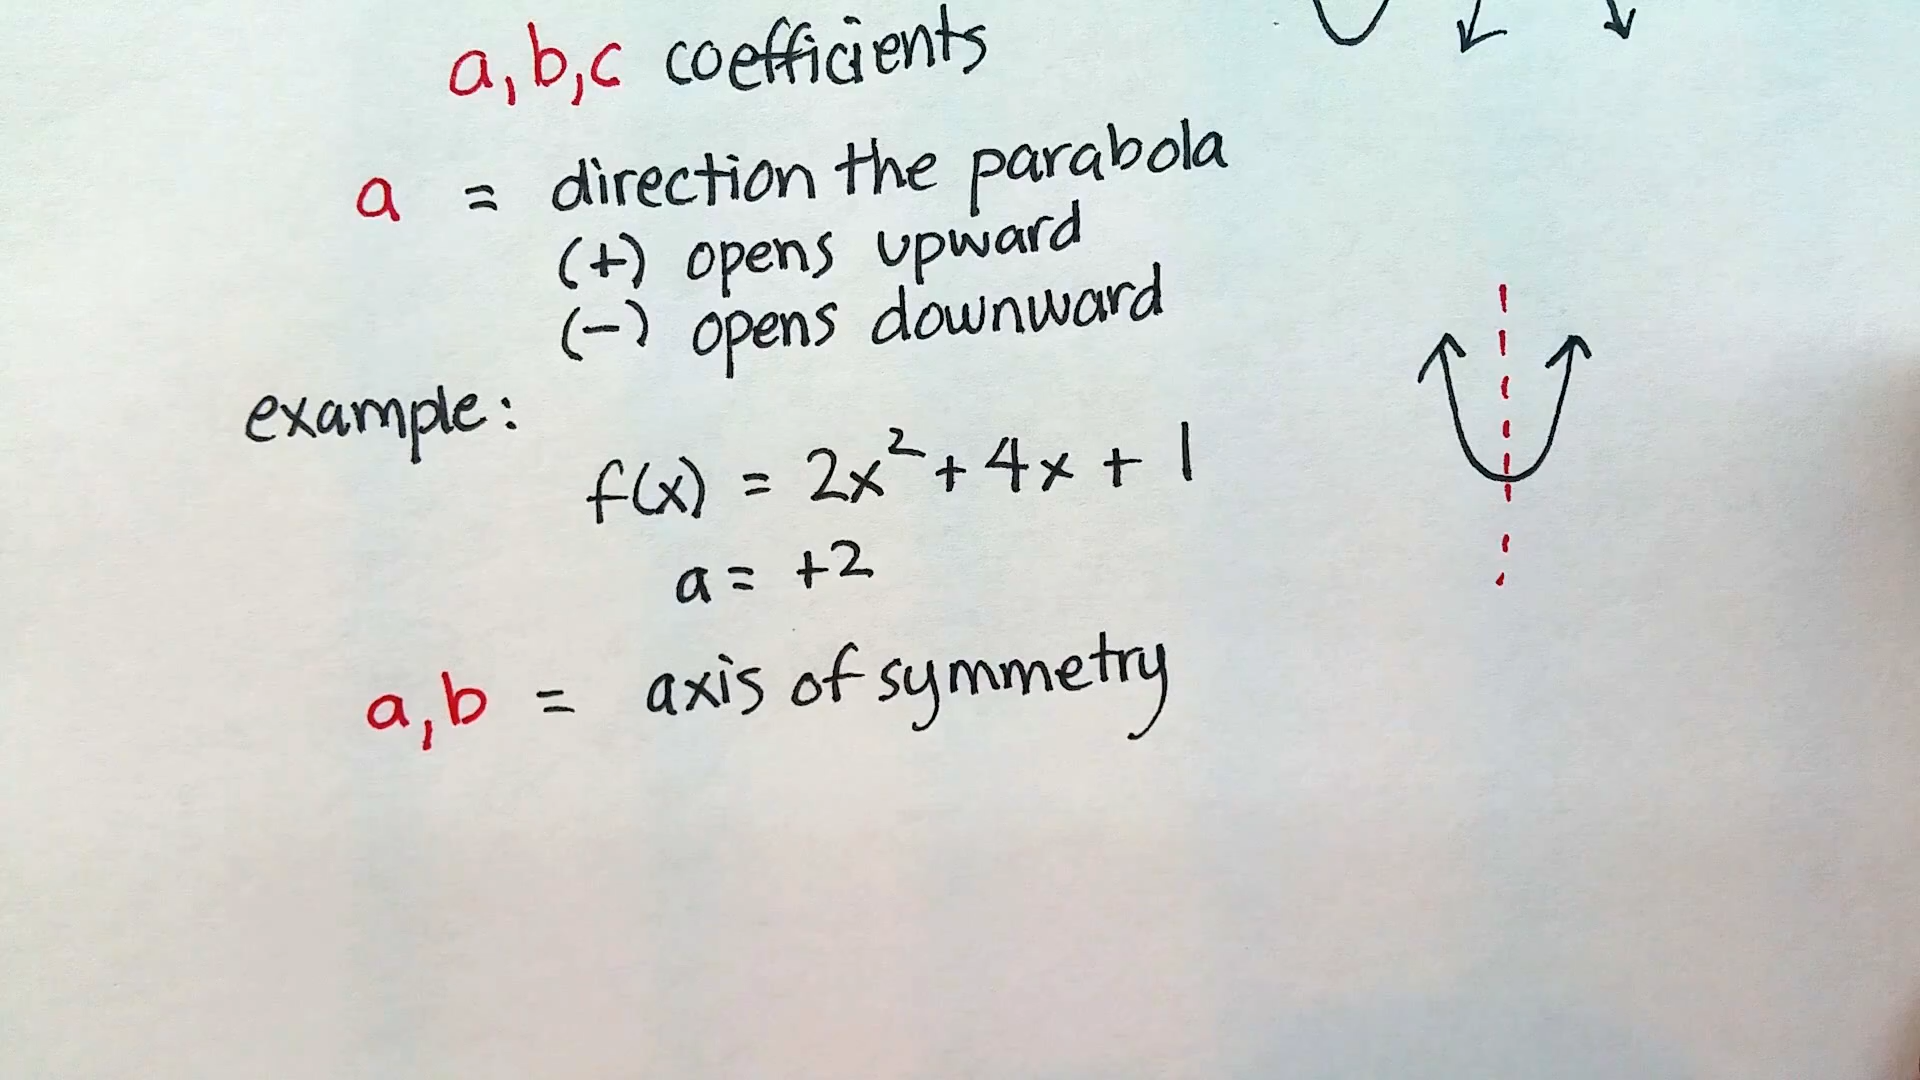 a, b, c coefficients
a = direction the parabola
(+) opens upward
(-) opens downward
example:
f(x) = 2x² + 4x + 1
a = +2
a, b = axis of symmetry